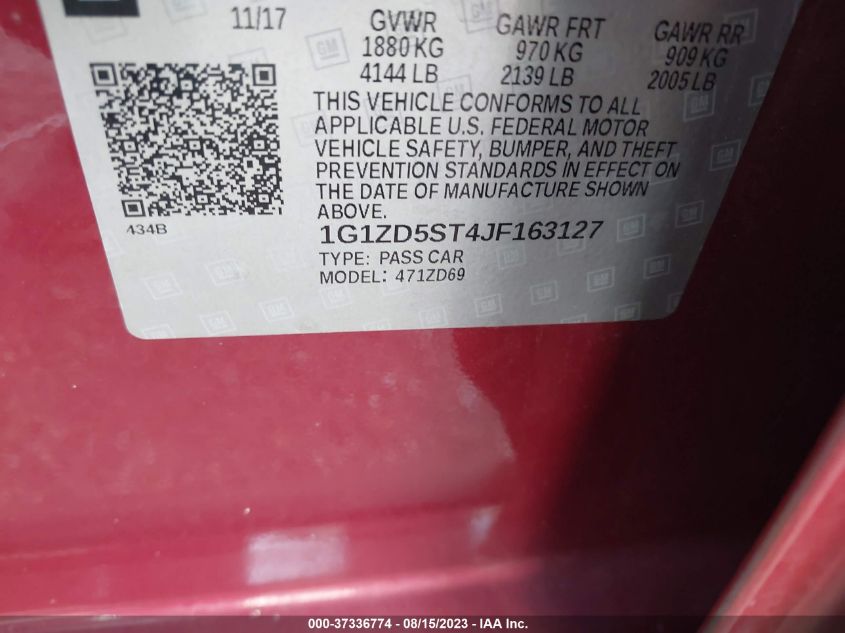 11/17 GVWR GAWR FRT GAWR RR
1880 KG 970 KG 909 KG
4144 LB 2139 LB 2005 LB
THIS VEHICLE CONFORMS TO ALL
APPLICABLE U.S. FEDERAL MOTOR
VEHICLE SAFETY, BUMPER, AND THEFT
PREVENTION STANDARDS IN EFFECT ON
THE DATE OF MANUFACTURE SHOWN
ABOVE.
434B
1G1ZD5ST4JF163127
TYPE: PASS CAR
MODEL: 471ZD69
GM
000-37336774 - 08/15/2023 - IAA Inc.